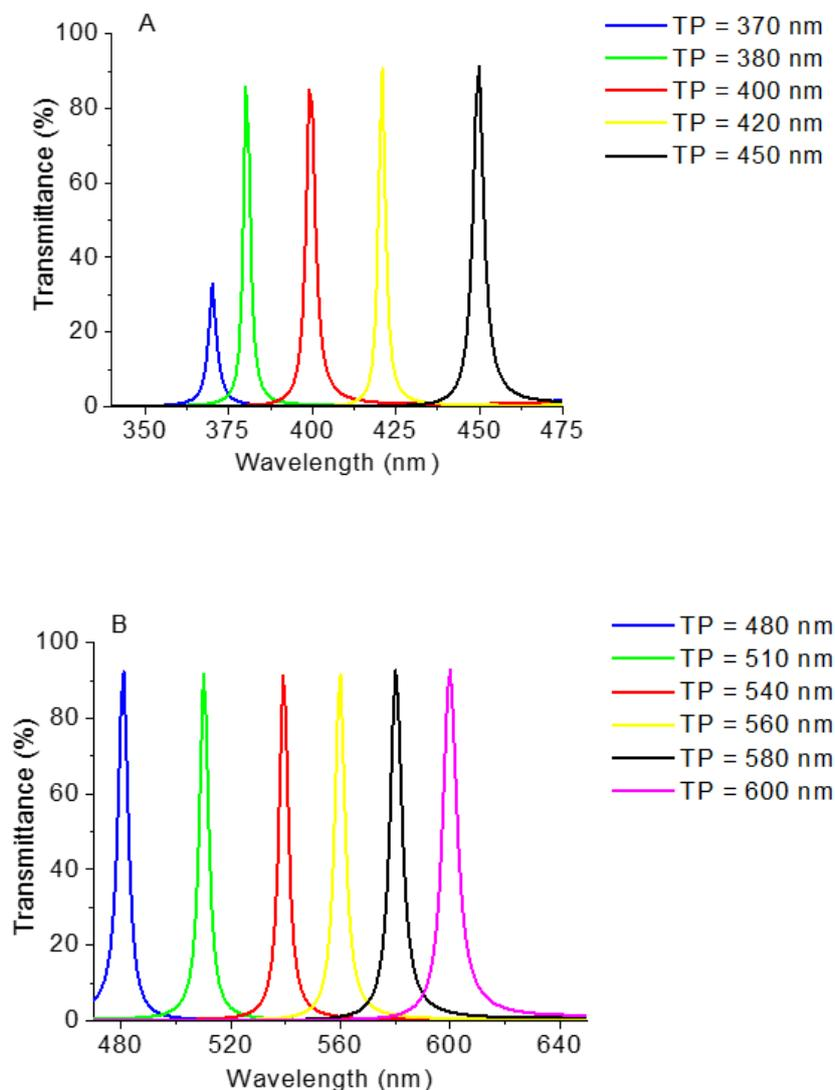 A
TP = 370 nm
TP = 380 nm
TP = 400 nm
TP = 420 nm
TP = 450 nm
Transmittance (%)
100
80
60
40
20
0
350 375 400 425 450 475
Wavelength (nm)
B
TP = 480 nm
TP = 510 nm
TP = 540 nm
TP = 560 nm
TP = 580 nm
TP = 600 nm
Transmittance (%)
100
80
60
40
20
0
480 520 560 600 640
Wavelength (nm)